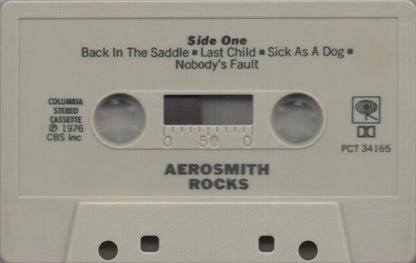 Side One
Back In The Saddle ■ Last Child ■ Sick As A Dog ■
Nobody's Fault
COLUMBIA
STEREO
CASSETTE
℗ 1976
CBS Inc
0 50 0
PCT 34165
AEROSMITH
ROCKS